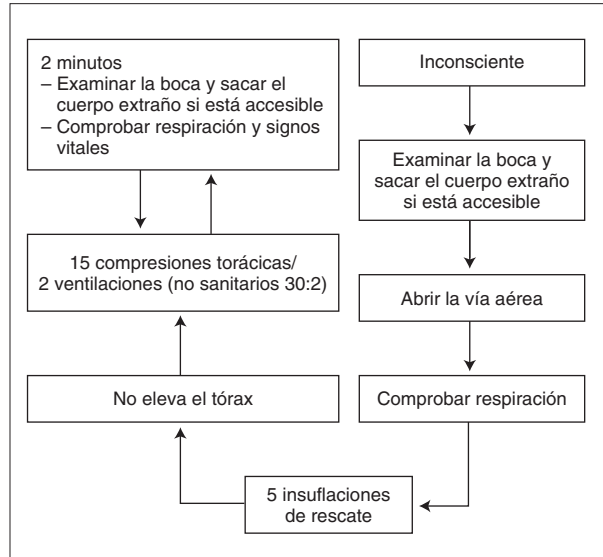 2 minutos
– Examinar la boca y sacar el
cuerpo extraño si está accesible
– Comprobar respiración y signos
vitales
15 compresiones torácicas/
2 ventilaciones (no sanitarios 30:2)
No eleva el tórax
Inconsciente
Examinar la boca y
sacar el cuerpo extraño
si está accesible
Abrir la vía aérea
Comprobar respiración
5 insuflaciones
de rescate